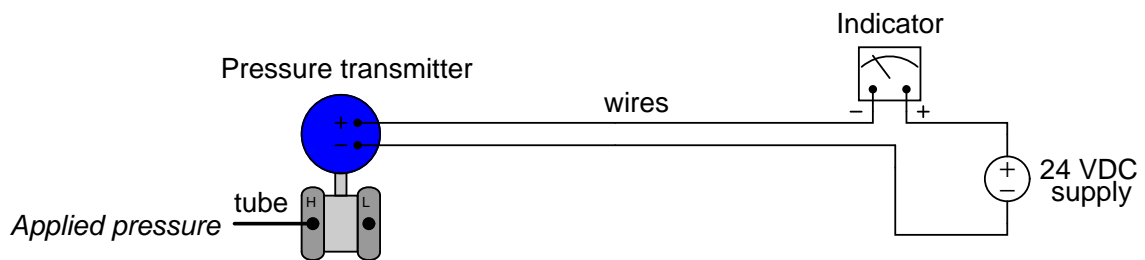 Indicator
Pressure transmitter
wires
− +
+
−
+
−
24 VDC
supply
tube
H L
Applied pressure